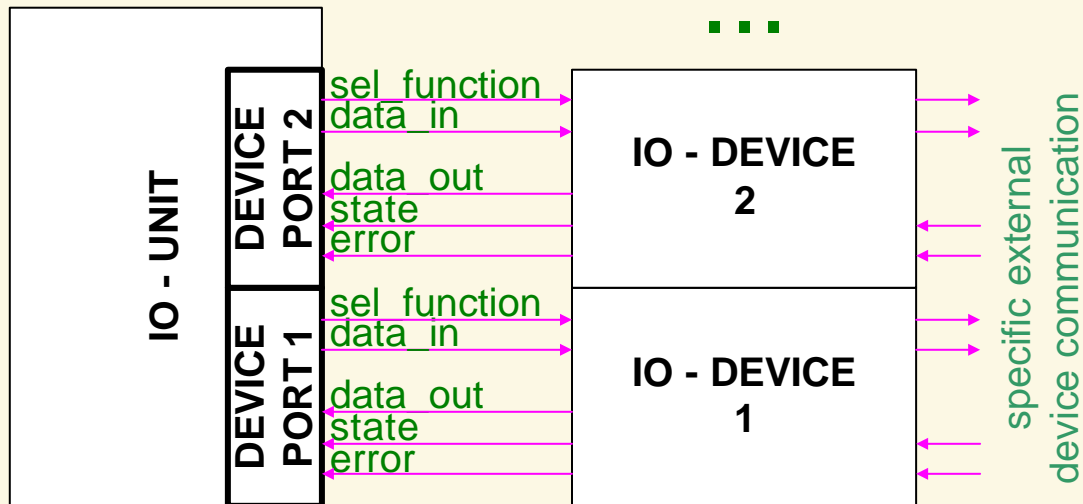 ...
IO - UNIT
DEVICE
PORT 2
sel_function
data_in
data_out
state
error
IO - DEVICE
2
DEVICE
PORT 1
sel_function
data_in
data_out
state
error
IO - DEVICE
1
specific external
device communication